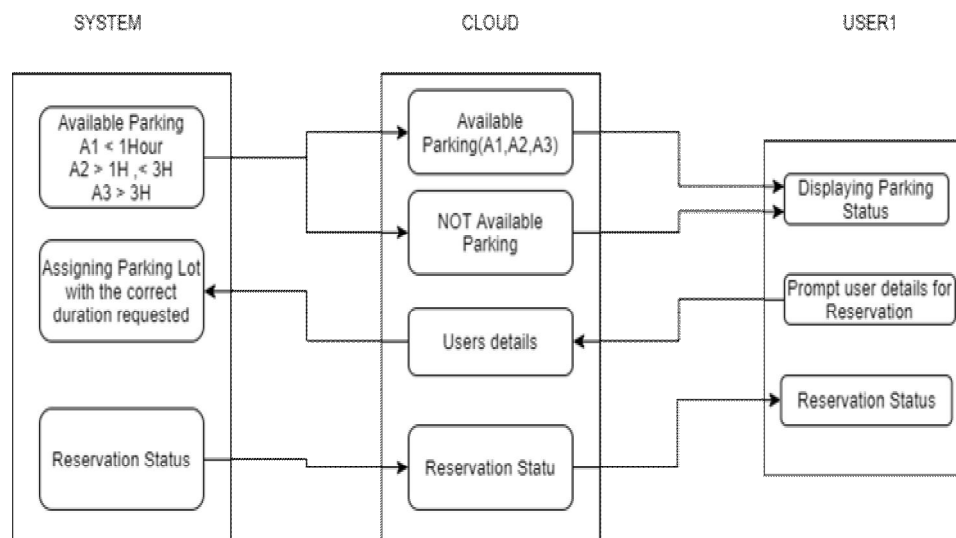 SYSTEM
CLOUD
USER1
Available Parking
A1 < 1Hour
A2 > 1H ,< 3H
A3 > 3H
Assigning Parking Lot
with the correct
duration requested
Reservation Status
Available
Parking(A1,A2,A3)
NOT Available
Parking
Users details
Reservation Statu
Displaying Parking
Status
Prompt user details for
Reservation
Reservation Status